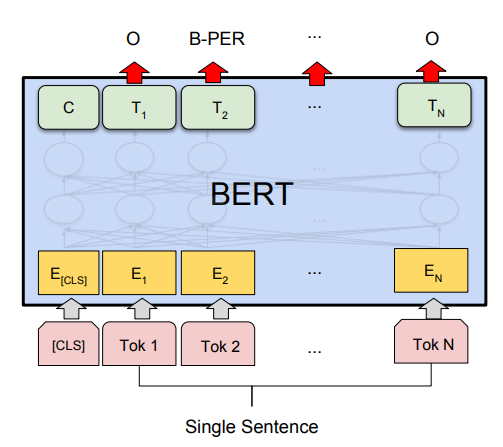 O B-PER ... O
C T1 T2 ... TN
...
BERT
...
E[CLS] E1 E2 ... EN
[CLS] Tok 1 Tok 2 ... Tok N
Single Sentence